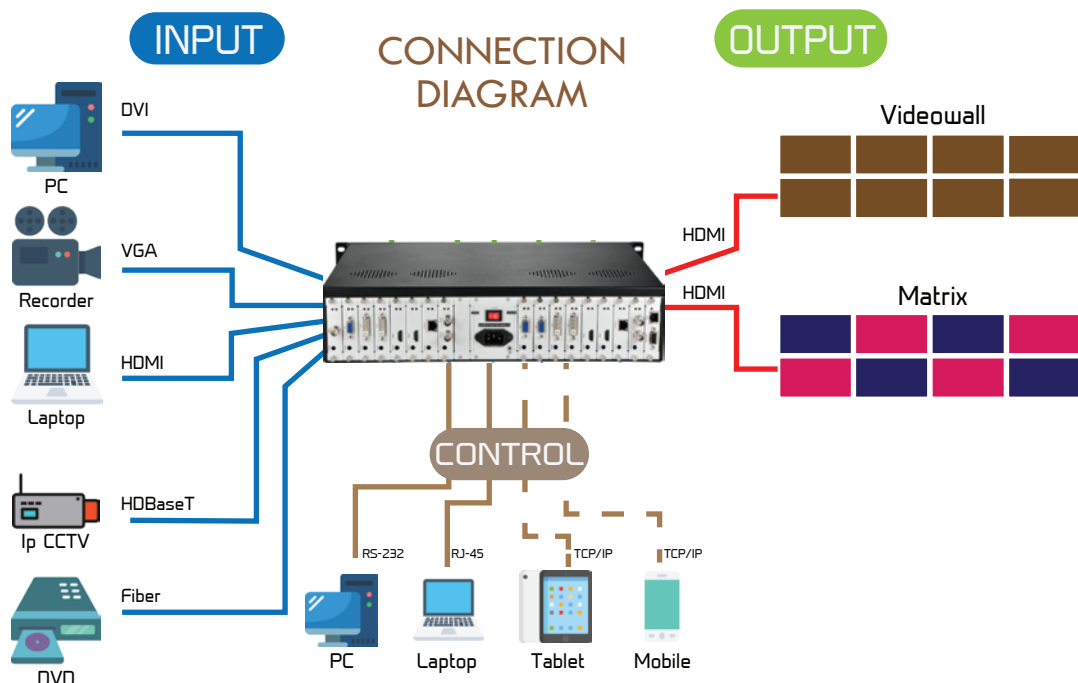 INPUT
CONNECTION
DIAGRAM
OUTPUT
DVI
PC
VGA
Recorder
HDMI
Laptop
HDBaseT
Ip CCTV
Fiber
DVD
Videowall
HDMI
HDMI
Matrix
CONTROL
RS-232
RJ-45
TCP/IP
TCP/IP
PC
Laptop
Tablet
Mobile